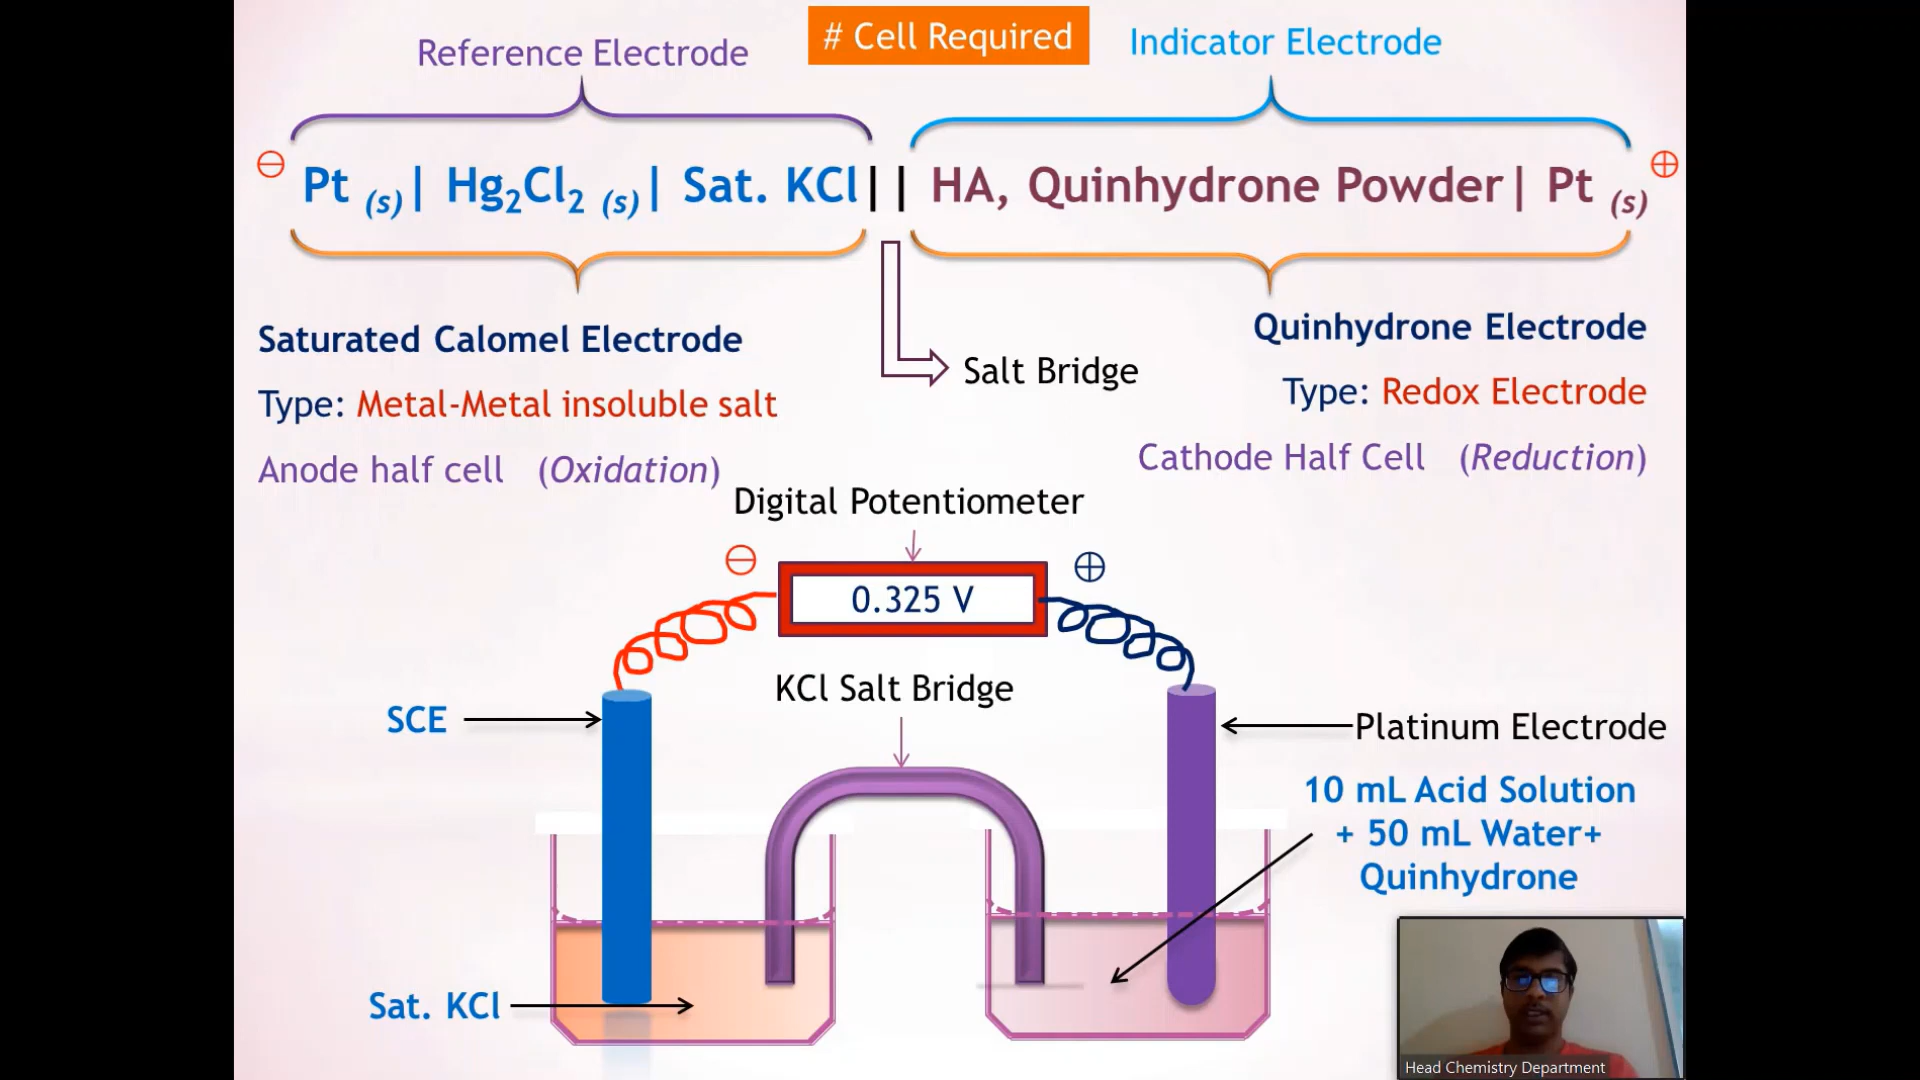 # Cell Required
Reference Electrode
Indicator Electrode
⊖ Pt (s)| Hg₂Cl₂ (s)| Sat. KCl|| HA, Quinhydrone Powder| Pt (s) ⊕
Saturated Calomel Electrode
Type: Metal-Metal insoluble salt
Anode half cell (Oxidation)
Salt Bridge
Quinhydrone Electrode
Type: Redox Electrode
Cathode Half Cell (Reduction)
Digital Potentiometer
⊖ 0.325 V ⊕
KCl Salt Bridge
SCE
Platinum Electrode
10 mL Acid Solution
+ 50 mL Water+
Quinhydrone
Sat. KCl
Head Chemistry Department